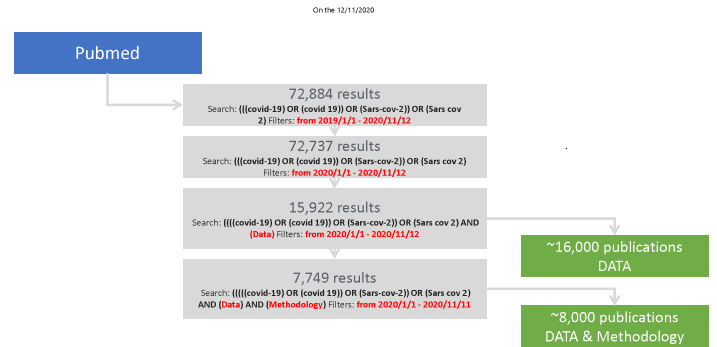 On the 12/11/2020
Pubmed
72,884 results
Search: (((covid-19) OR (covid 19)) OR (Sars-cov-2)) OR (Sars cov
2) Filters: from 2019/1/1 - 2020/11/12
72,737 results
Search: (((covid-19) OR (covid 19)) OR (Sars-cov-2)) OR (Sars cov 2)
Filters: from 2020/1/1 - 2020/11/12
15,922 results
Search: ((((covid-19) OR (covid 19)) OR (Sars-cov-2)) OR (Sars cov 2) AND
(Data) Filters: from 2020/1/1 - 2020/11/12
~16,000 publications
DATA
7,749 results
Search: (((((covid-19) OR (covid 19)) OR (Sars-cov-2)) OR (Sars cov 2)
AND (Data) AND (Methodology) Filters: from 2020/1/1 - 2020/11/11
~8,000 publications
DATA & Methodology